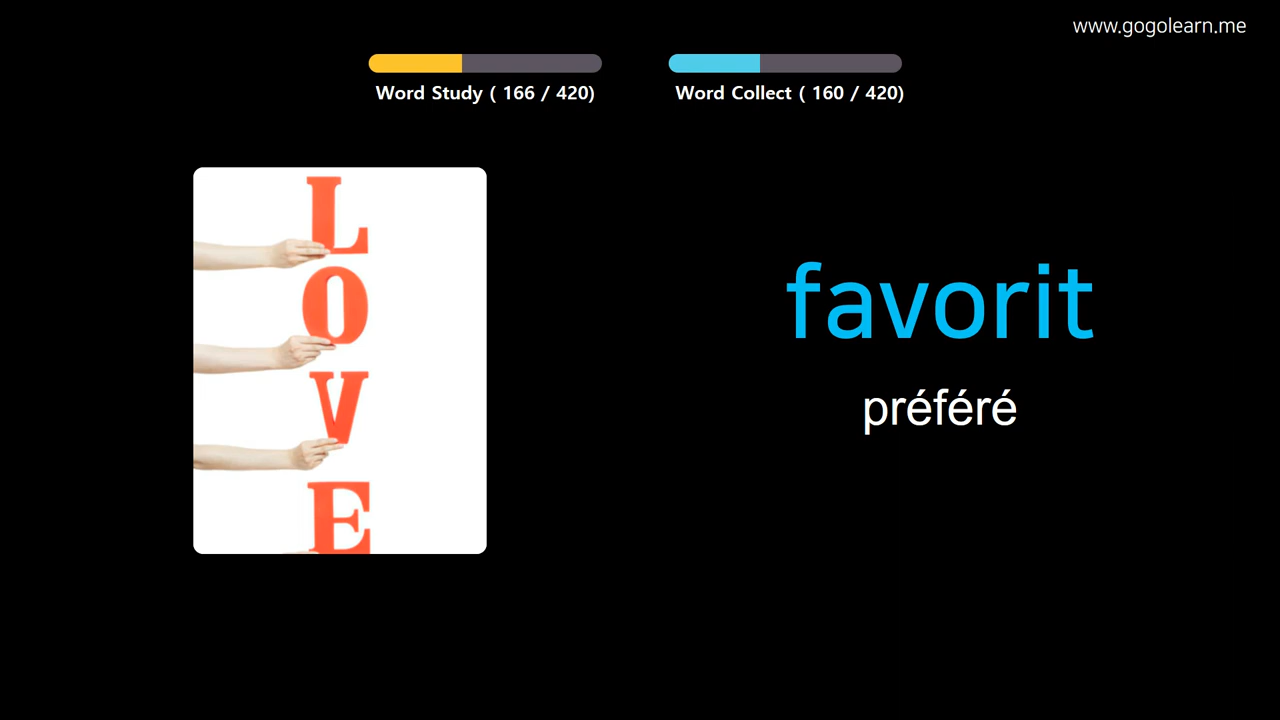 www.gogolearn.me
Word Study ( 166 / 420)
Word Collect ( 160 / 420)
L
O
V
E
favorit
préféré